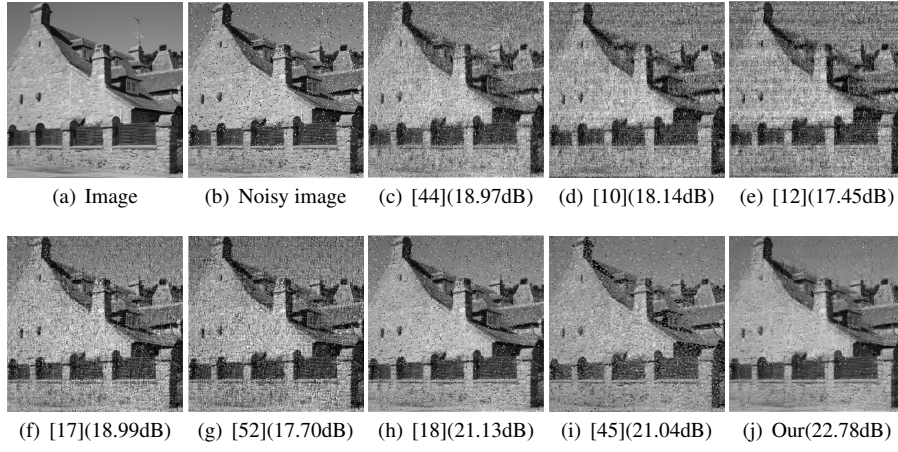 (a) Image
(b) Noisy image
(c) [44](18.97dB)
(d) [10](18.14dB)
(e) [12](17.45dB)
(f) [17](18.99dB)
(g) [52](17.70dB)
(h) [18](21.13dB)
(i) [45](21.04dB)
(j) Our(22.78dB)